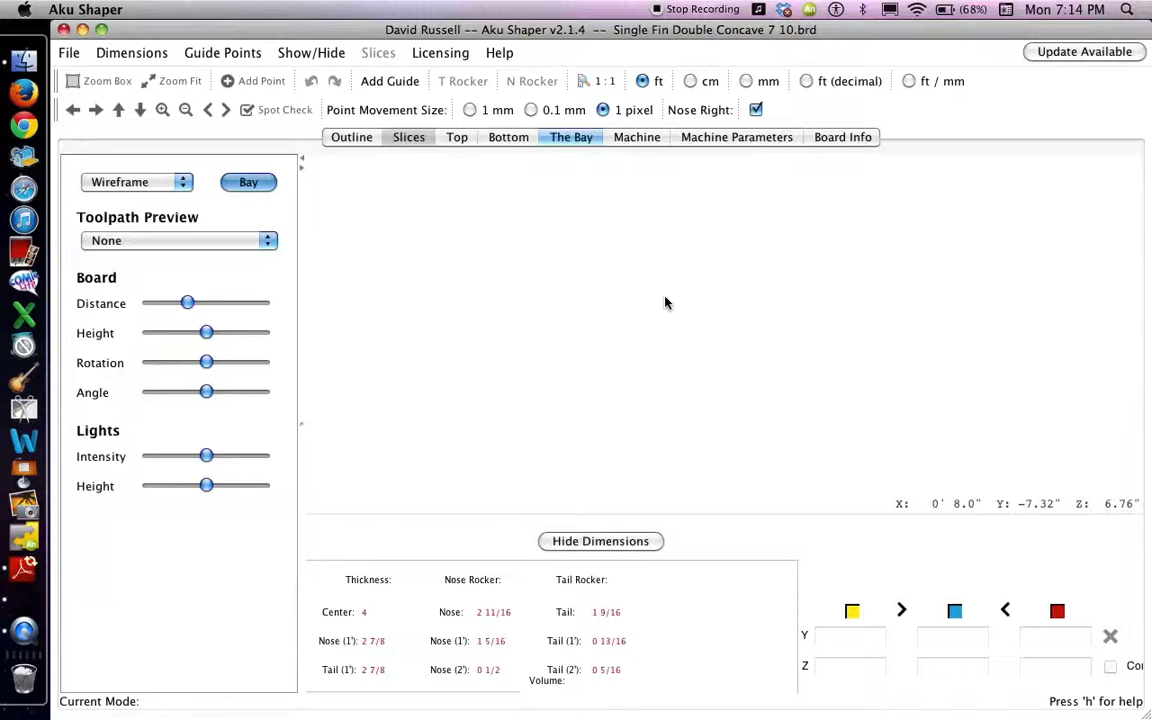 Aku Shaper
Stop Recording
(68%)
Mon 7:14 PM
David Russell -- Aku Shaper v2.1.4 -- Single Fin Double Concave 7 10.brd
File Dimensions Guide Points Show/Hide Slices Licensing Help
Update Available
Zoom Box Zoom Fit Add Point Add Guide T Rocker N Rocker 1:1 ft cm mm ft (decimal) ft / mm
Spot Check Point Movement Size: 1 mm 0.1 mm 1 pixel Nose Right:
Outline Slices Top Bottom The Bay Machine Machine Parameters Board Info
Wireframe Bay
Toolpath Preview
None
Board
Distance
Height
Rotation
Angle
Lights
Intensity
Height
X: 0' 8.0" Y: -7.32" Z: 6.76"
Hide Dimensions
Thickness: Nose Rocker: Tail Rocker:
Center: 4 Nose: 2 11/16 Tail: 1 9/16
Nose (1'): 2 7/8 Nose (1'): 1 5/16 Tail (1'): 0 13/16
Tail (1'): 2 7/8 Nose (2'): 0 1/2 Tail (2'): 0 5/16
Volume:
> <
Y
Z Cor
Current Mode: Press 'h' for help